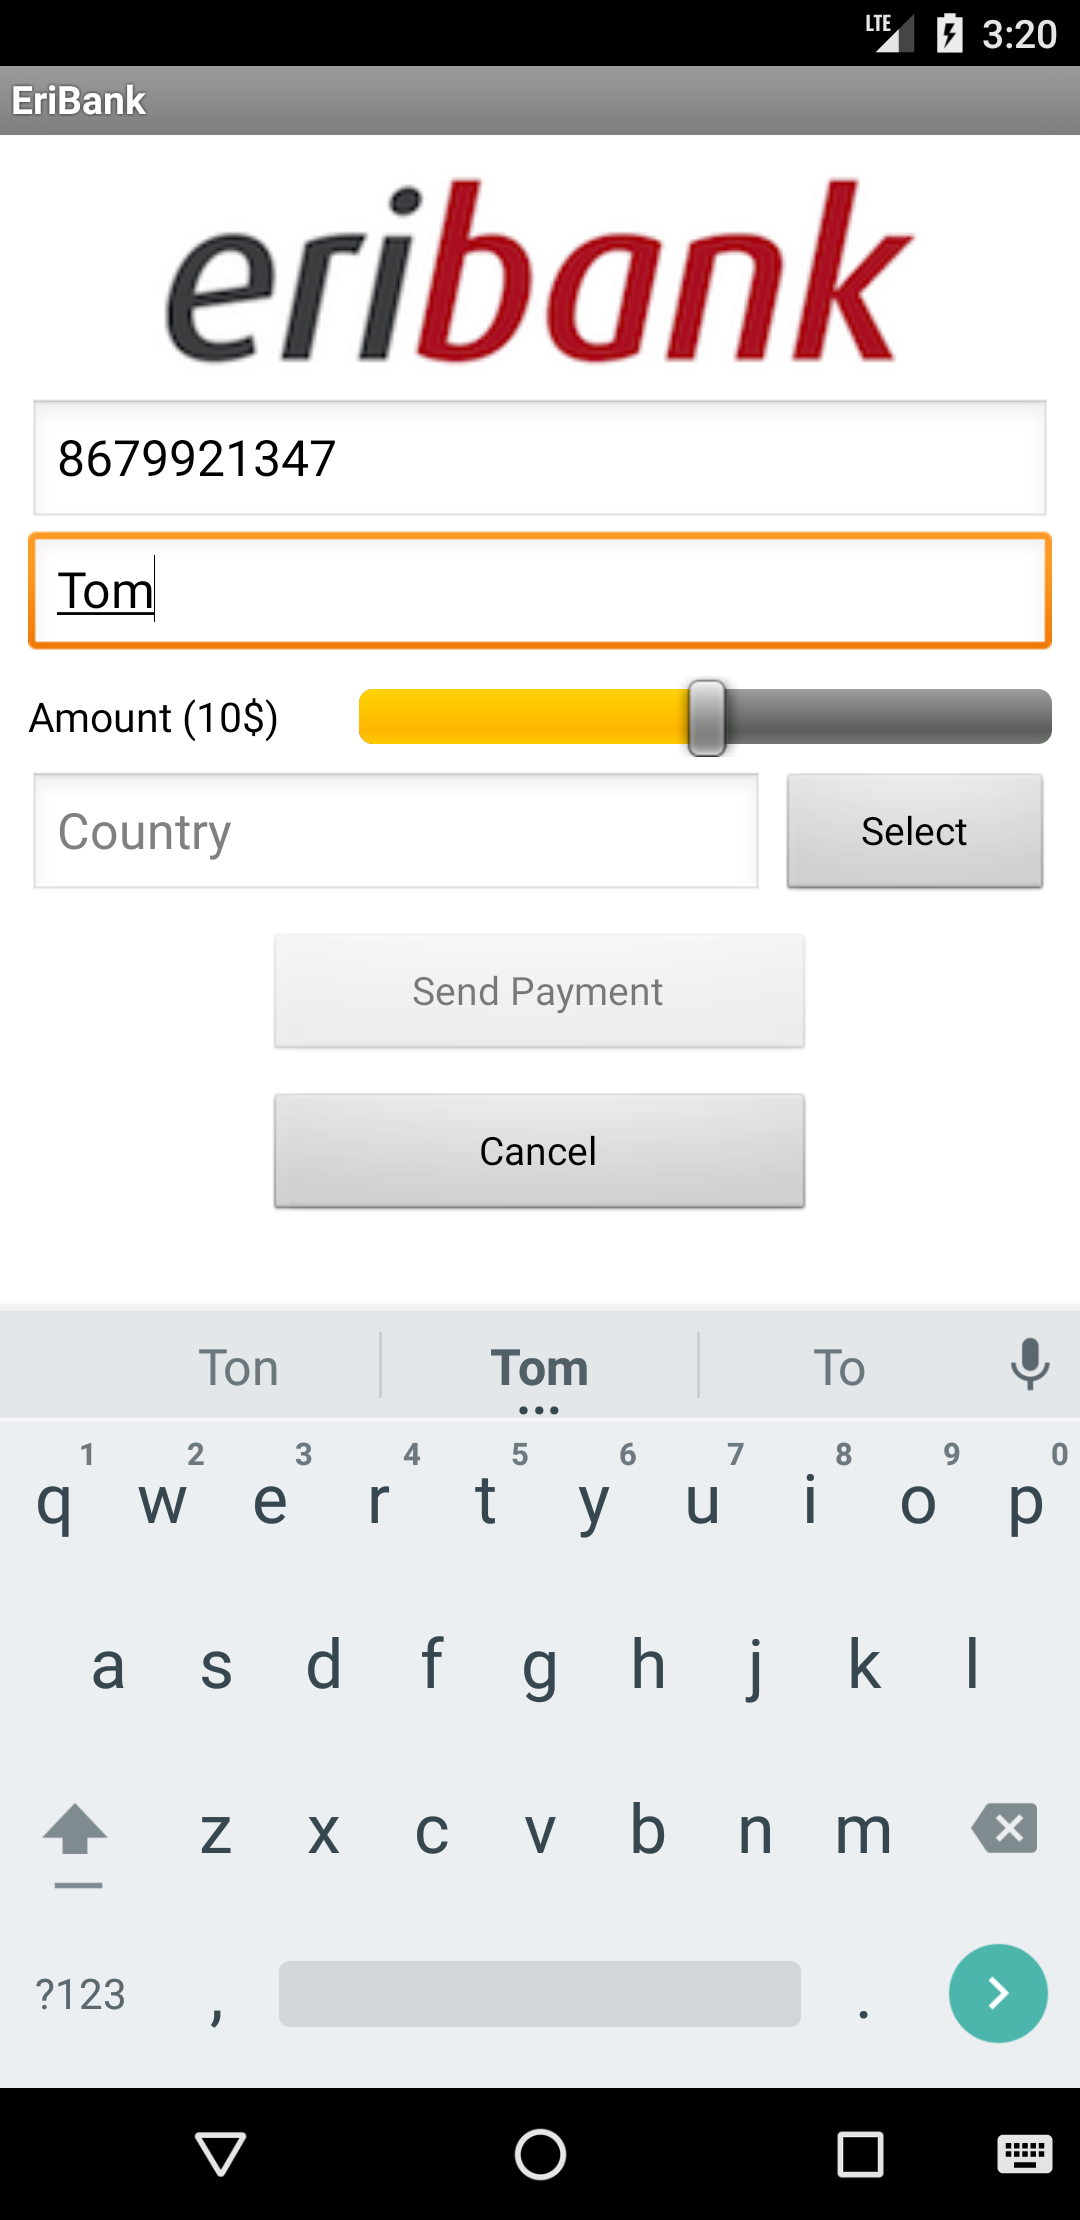 LTE 3:20
EriBank
eribank
8679921347
Tom
Amount (10$)
Country
Select
Send Payment
Cancel
Ton Tom To
1 2 3 4 5 6 7 8 9 0
q w e r t y u i o p
a s d f g h j k l
z x c v b n m
?123 , .